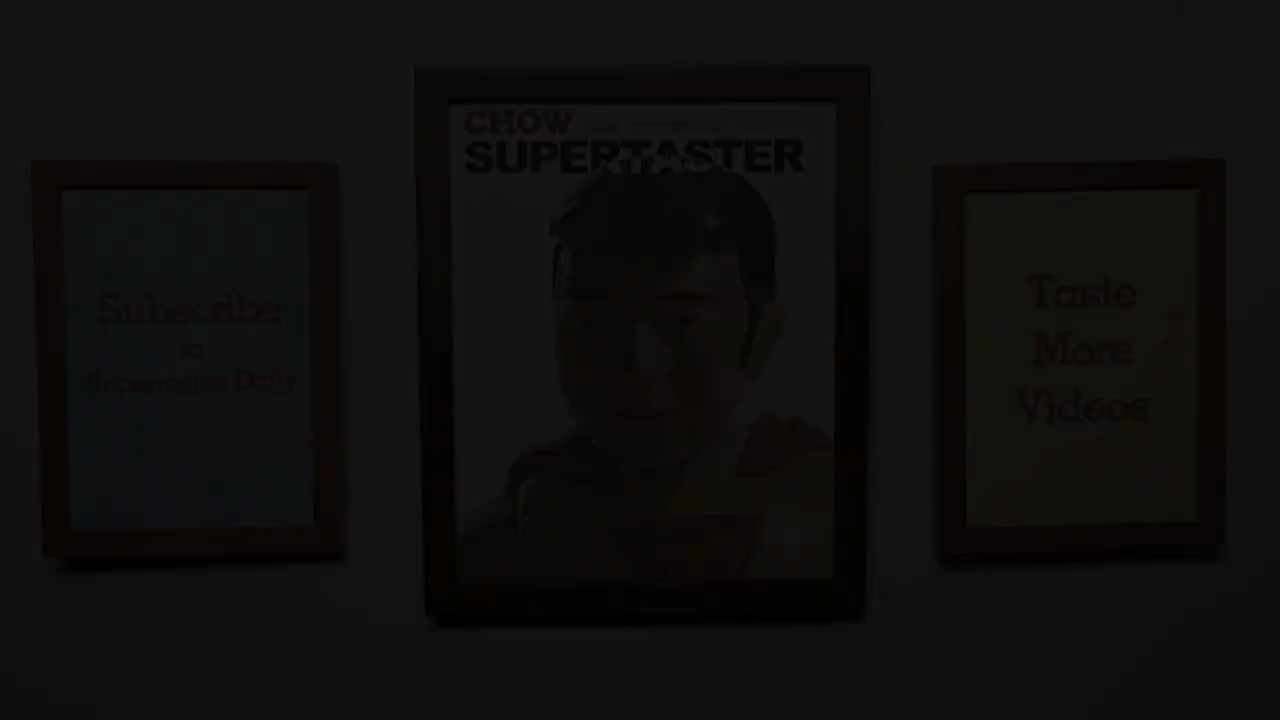 CHOW
SUPERTASTER
Subscribe
to
Supertaster Daily
Taste
More
Videos